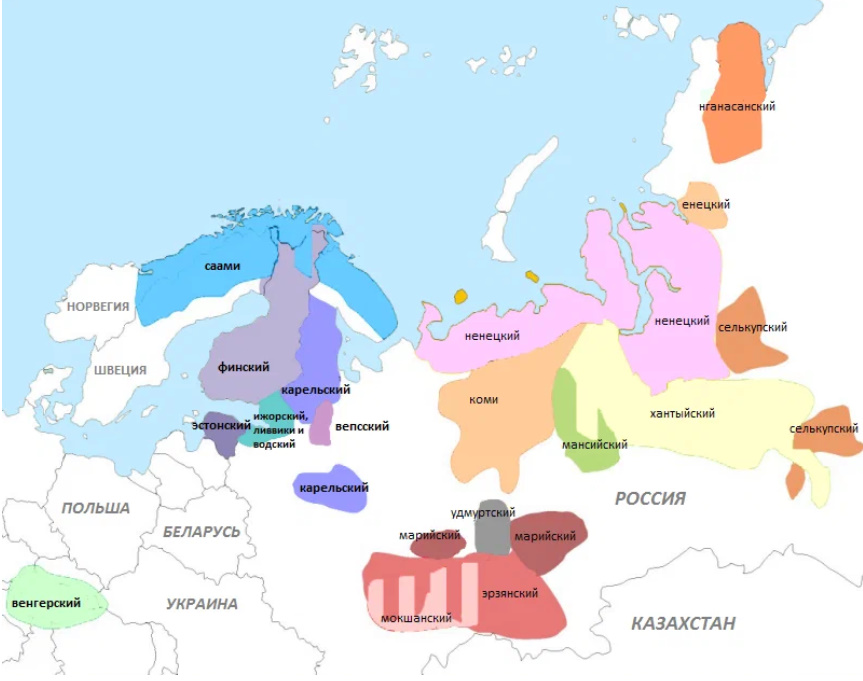 нганасанский
енецкий
саами
НОРВЕГИЯ
ненецкий
ненецкий
селькупский
ШВЕЦИЯ
финский
карельский
коми
хантыйский
эстонский
ижорский,
ливвики и
водский
вепсский
селькупский
мансийский
карельский
РОССИЯ
ПОЛЬША
удмуртский
БЕЛАРУСЬ
марийский
марийский
венгерский
УКРАИНА
эрзянский
мокшанский
КАЗАХСТАН